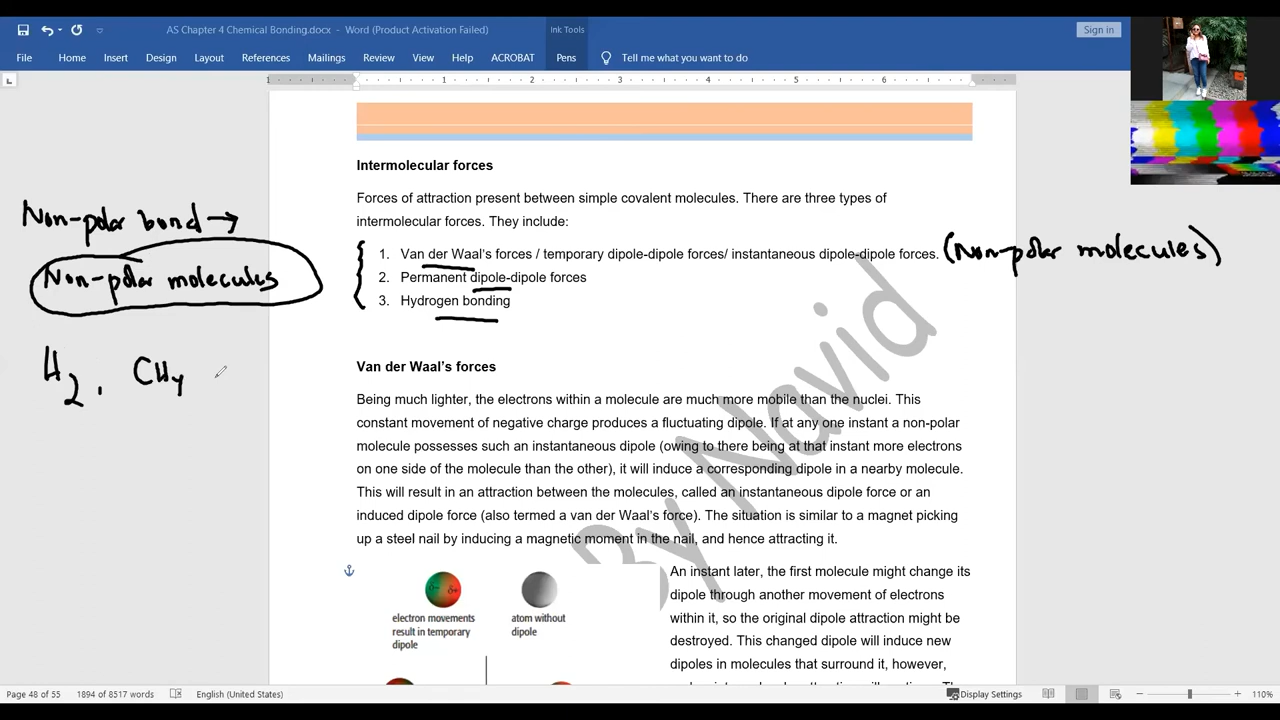 AS Chapter 4 Chemical Bonding.docx - Word (Product Activation Failed)
Ink Tools
Sign in
File Home Insert Design Layout References Mailings Review View Help ACROBAT Pens Tell me what you want to do
1 1 2 3 4 5 6
Intermolecular forces
Forces of attraction present between simple covalent molecules. There are three types of
intermolecular forces. They include:
1. Van der Waal's forces / temporary dipole-dipole forces/ instantaneous dipole-dipole forces. (Non-polar molecules)
2. Permanent dipole-dipole forces
3. Hydrogen bonding
Non-polar bond →
Non-polar molecules
H2, CH4
Van der Waal's forces
Being much lighter, the electrons within a molecule are much more mobile than the nuclei. This
constant movement of negative charge produces a fluctuating dipole. If at any one instant a non-polar
molecule possesses such an instantaneous dipole (owing to there being at that instant more electrons
on one side of the molecule than the other), it will induce a corresponding dipole in a nearby molecule.
This will result in an attraction between the molecules, called an instantaneous dipole force or an
induced dipole force (also termed a van der Waal's force). The situation is similar to a magnet picking
up a steel nail by inducing a magnetic moment in the nail, and hence attracting it.
By Navid
δ− δ+
electron movements
result in temporary
dipole
atom without
dipole
An instant later, the first molecule might change its
dipole through another movement of electrons
within it, so the original dipole attraction might be
destroyed. This changed dipole will induce new
dipoles in molecules that surround it, however,
Page 48 of 55 1894 of 8517 words English (United States) Display Settings 110%